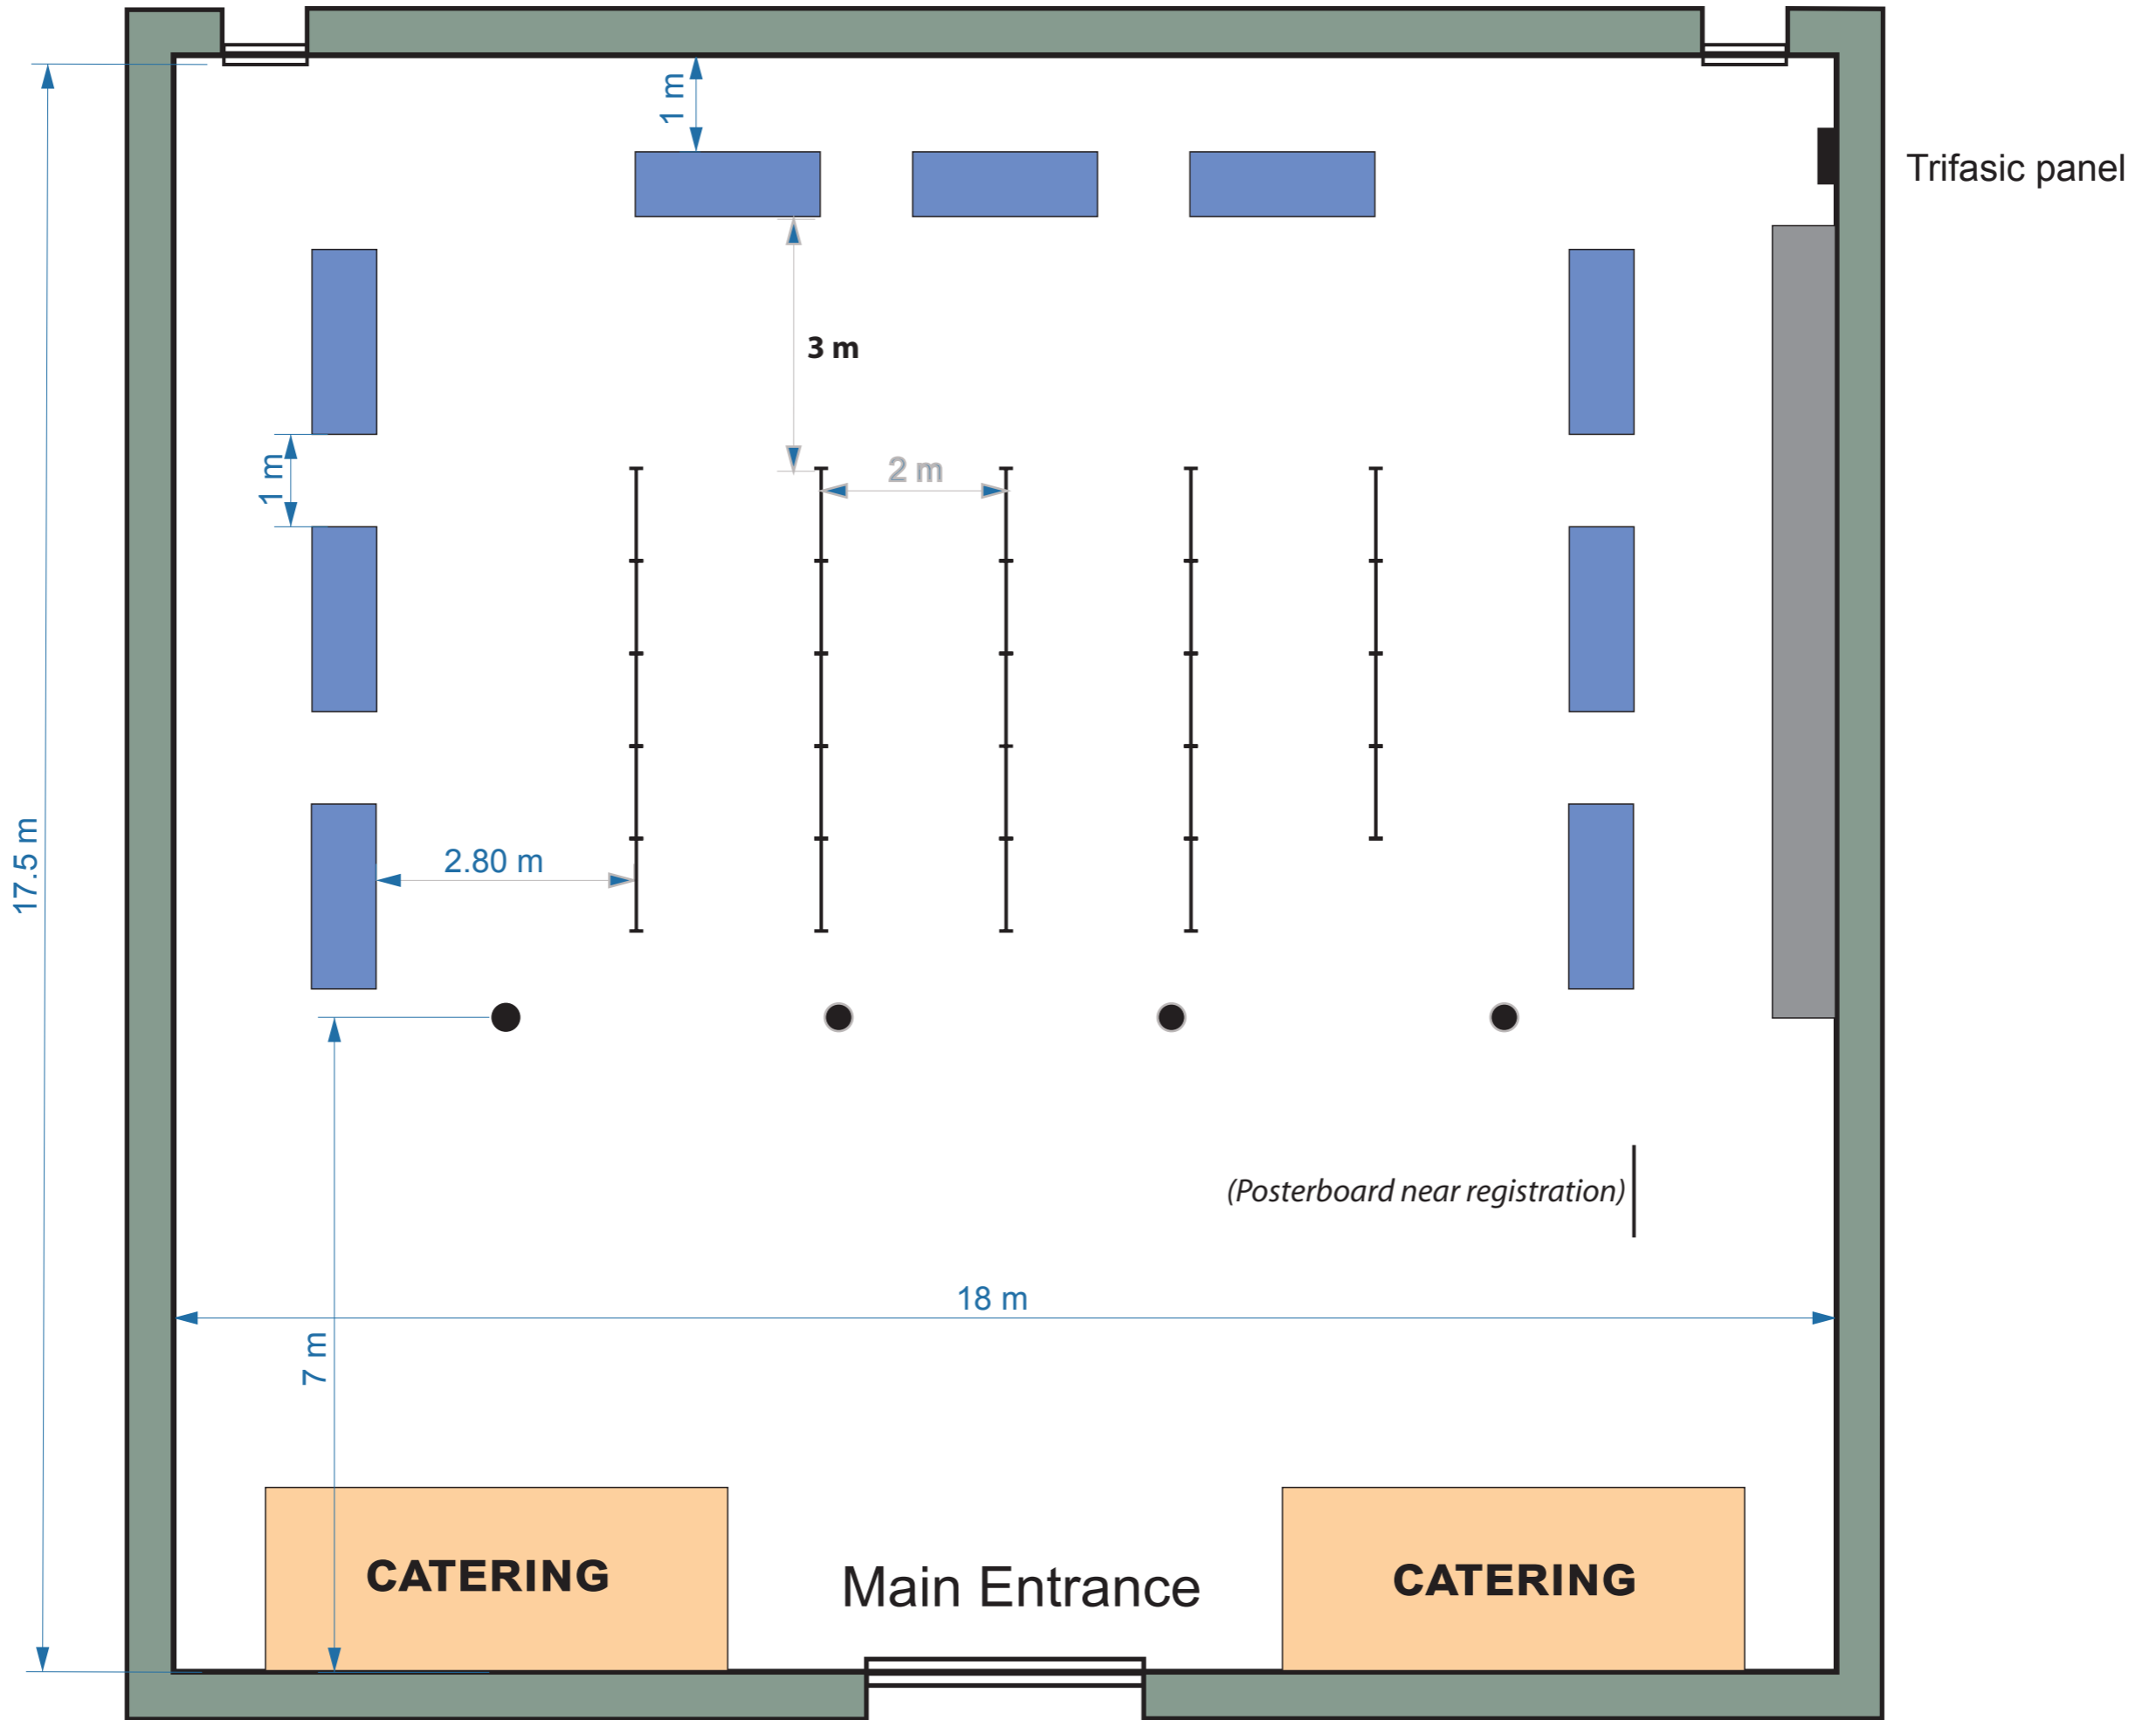 1 m
Trifasic panel
3 m
1 m
2 m
17.5 m
2.80 m
(Posterboard near registration)
18 m
7 m
CATERING
Main Entrance
CATERING